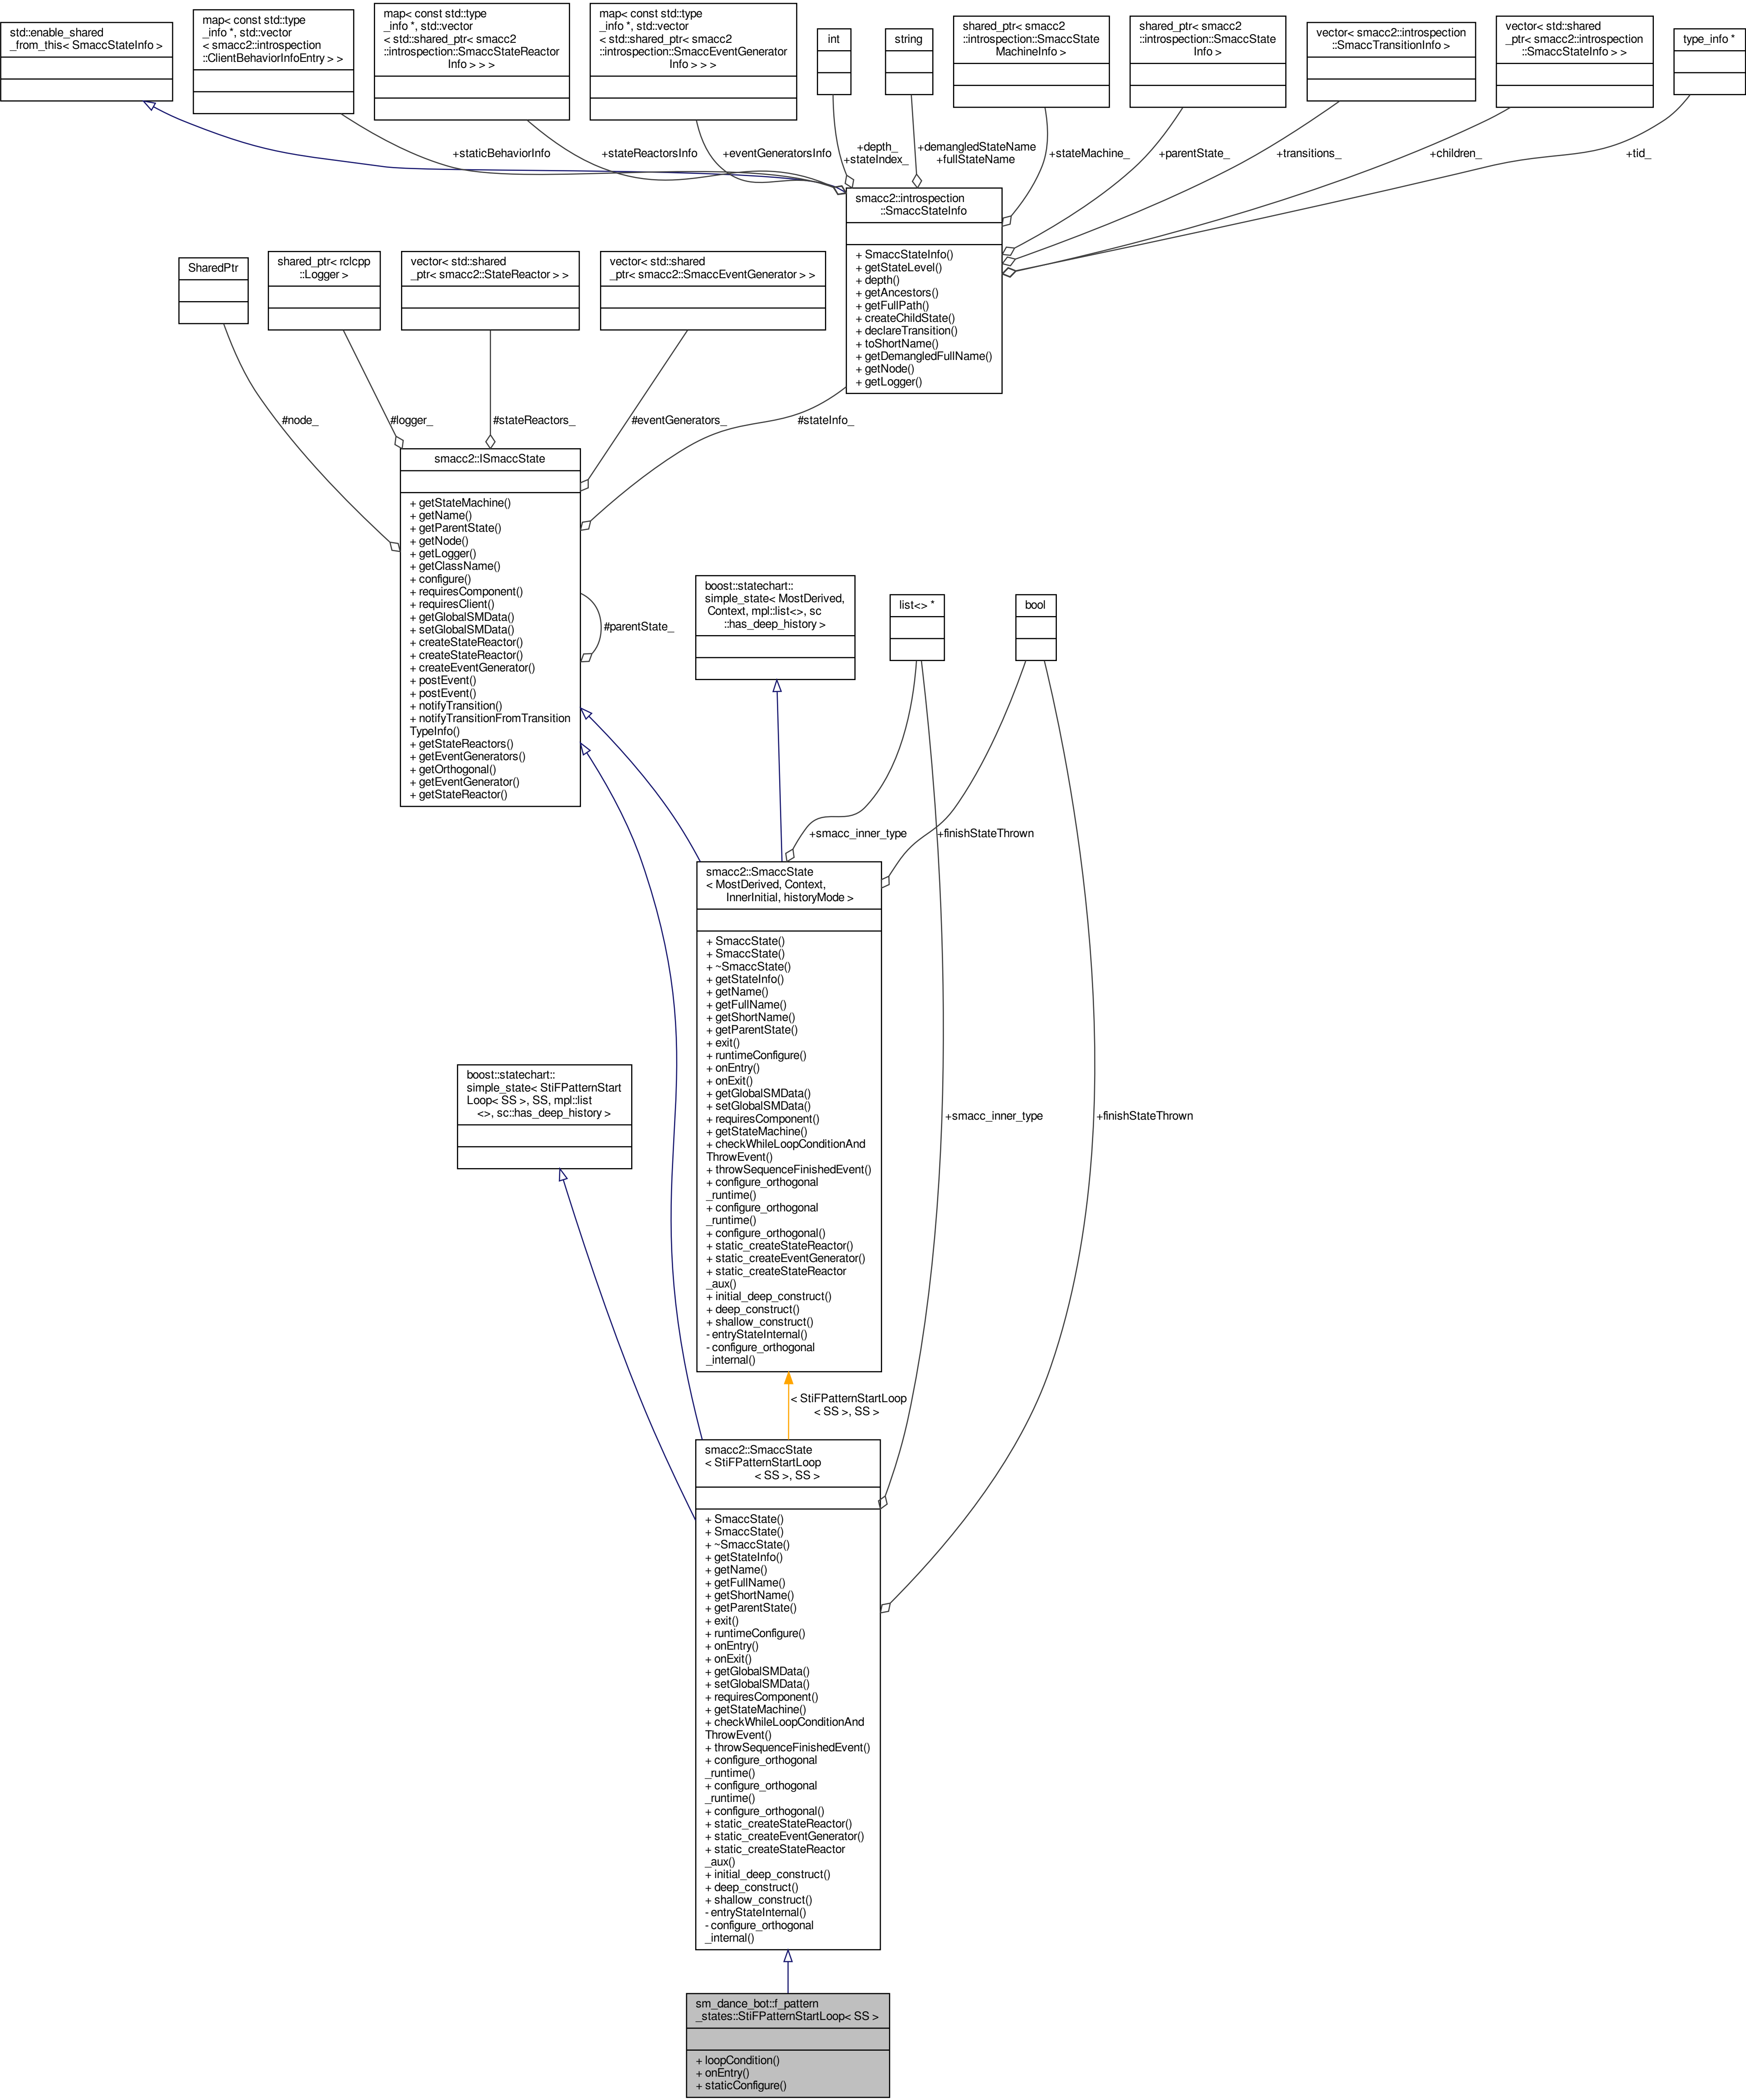 std::enable_shared
_from_this< SmaccStateInfo >
map< const std::type
_info *, std::vector
< smacc2::introspection
::ClientBehaviorInfoEntry > >
map< const std::type
_info *, std::vector
< std::shared_ptr< smacc2
::introspection::SmaccStateReactor
Info > > >
map< const std::type
_info *, std::vector
< std::shared_ptr< smacc2
::introspection::SmaccEventGenerator
Info > > >
int
string
shared_ptr< smacc2
::introspection::SmaccState
MachineInfo >
shared_ptr< smacc2
::introspection::SmaccState
Info >
vector< smacc2::introspection
::SmaccTransitionInfo >
vector< std::shared
_ptr< smacc2::introspection
::SmaccStateInfo > >
type_info *
+staticBehaviorInfo
+stateReactorsInfo
+eventGeneratorsInfo
+depth_
+stateIndex_
+demangledStateName
+fullStateName
+stateMachine_
+parentState_
+transitions_
+children_
+tid_
smacc2::introspection
::SmaccStateInfo
+ SmaccStateInfo()
+ getStateLevel()
+ depth()
+ getAncestors()
+ getFullPath()
+ createChildState()
+ declareTransition()
+ toShortName()
+ getDemangledFullName()
+ getNode()
+ getLogger()
SharedPtr
shared_ptr< rclcpp
::Logger >
vector< std::shared
_ptr< smacc2::StateReactor > >
vector< std::shared
_ptr< smacc2::SmaccEventGenerator > >
#node_
#logger_
#stateReactors_
#eventGenerators_
#stateInfo_
smacc2::ISmaccState
+ getStateMachine()
+ getName()
+ getParentState()
+ getNode()
+ getLogger()
+ getClassName()
+ configure()
+ requiresComponent()
+ requiresClient()
+ getGlobalSMData()
+ setGlobalSMData()
+ createStateReactor()
+ createStateReactor()
+ createEventGenerator()
+ postEvent()
+ postEvent()
+ notifyTransition()
+ notifyTransitionFromTransition
TypeInfo()
+ getStateReactors()
+ getEventGenerators()
+ getOrthogonal()
+ getEventGenerator()
+ getStateReactor()
#parentState_
boost::statechart::
simple_state< MostDerived,
Context, mpl::list<>, sc
::has_deep_history >
list<> *
bool
+smacc_inner_type
+finishStateThrown
smacc2::SmaccState
< MostDerived, Context,
InnerInitial, historyMode >
+ SmaccState()
+ SmaccState()
+ ~SmaccState()
+ getStateInfo()
+ getName()
+ getFullName()
+ getShortName()
+ getParentState()
+ exit()
+ runtimeConfigure()
+ onEntry()
+ onExit()
+ getGlobalSMData()
+ setGlobalSMData()
+ requiresComponent()
+ getStateMachine()
+ checkWhileLoopConditionAnd
ThrowEvent()
+ throwSequenceFinishedEvent()
+ configure_orthogonal
_runtime()
+ configure_orthogonal
_runtime()
+ configure_orthogonal()
+ static_createStateReactor()
+ static_createEventGenerator()
+ static_createStateReactor
_aux()
+ initial_deep_construct()
+ deep_construct()
+ shallow_construct()
- entryStateInternal()
- configure_orthogonal
_internal()
boost::statechart::
simple_state< StiFPatternStart
Loop< SS >, SS, mpl::list
<>, sc::has_deep_history >
+smacc_inner_type
+finishStateThrown
< StiFPatternStartLoop
< SS >, SS >
smacc2::SmaccState
< StiFPatternStartLoop
< SS >, SS >
+ SmaccState()
+ SmaccState()
+ ~SmaccState()
+ getStateInfo()
+ getName()
+ getFullName()
+ getShortName()
+ getParentState()
+ exit()
+ runtimeConfigure()
+ onEntry()
+ onExit()
+ getGlobalSMData()
+ setGlobalSMData()
+ requiresComponent()
+ getStateMachine()
+ checkWhileLoopConditionAnd
ThrowEvent()
+ throwSequenceFinishedEvent()
+ configure_orthogonal
_runtime()
+ configure_orthogonal
_runtime()
+ configure_orthogonal()
+ static_createStateReactor()
+ static_createEventGenerator()
+ static_createStateReactor
_aux()
+ initial_deep_construct()
+ deep_construct()
+ shallow_construct()
- entryStateInternal()
- configure_orthogonal
_internal()
sm_dance_bot::f_pattern
_states::StiFPatternStartLoop< SS >
+ loopCondition()
+ onEntry()
+ staticConfigure()